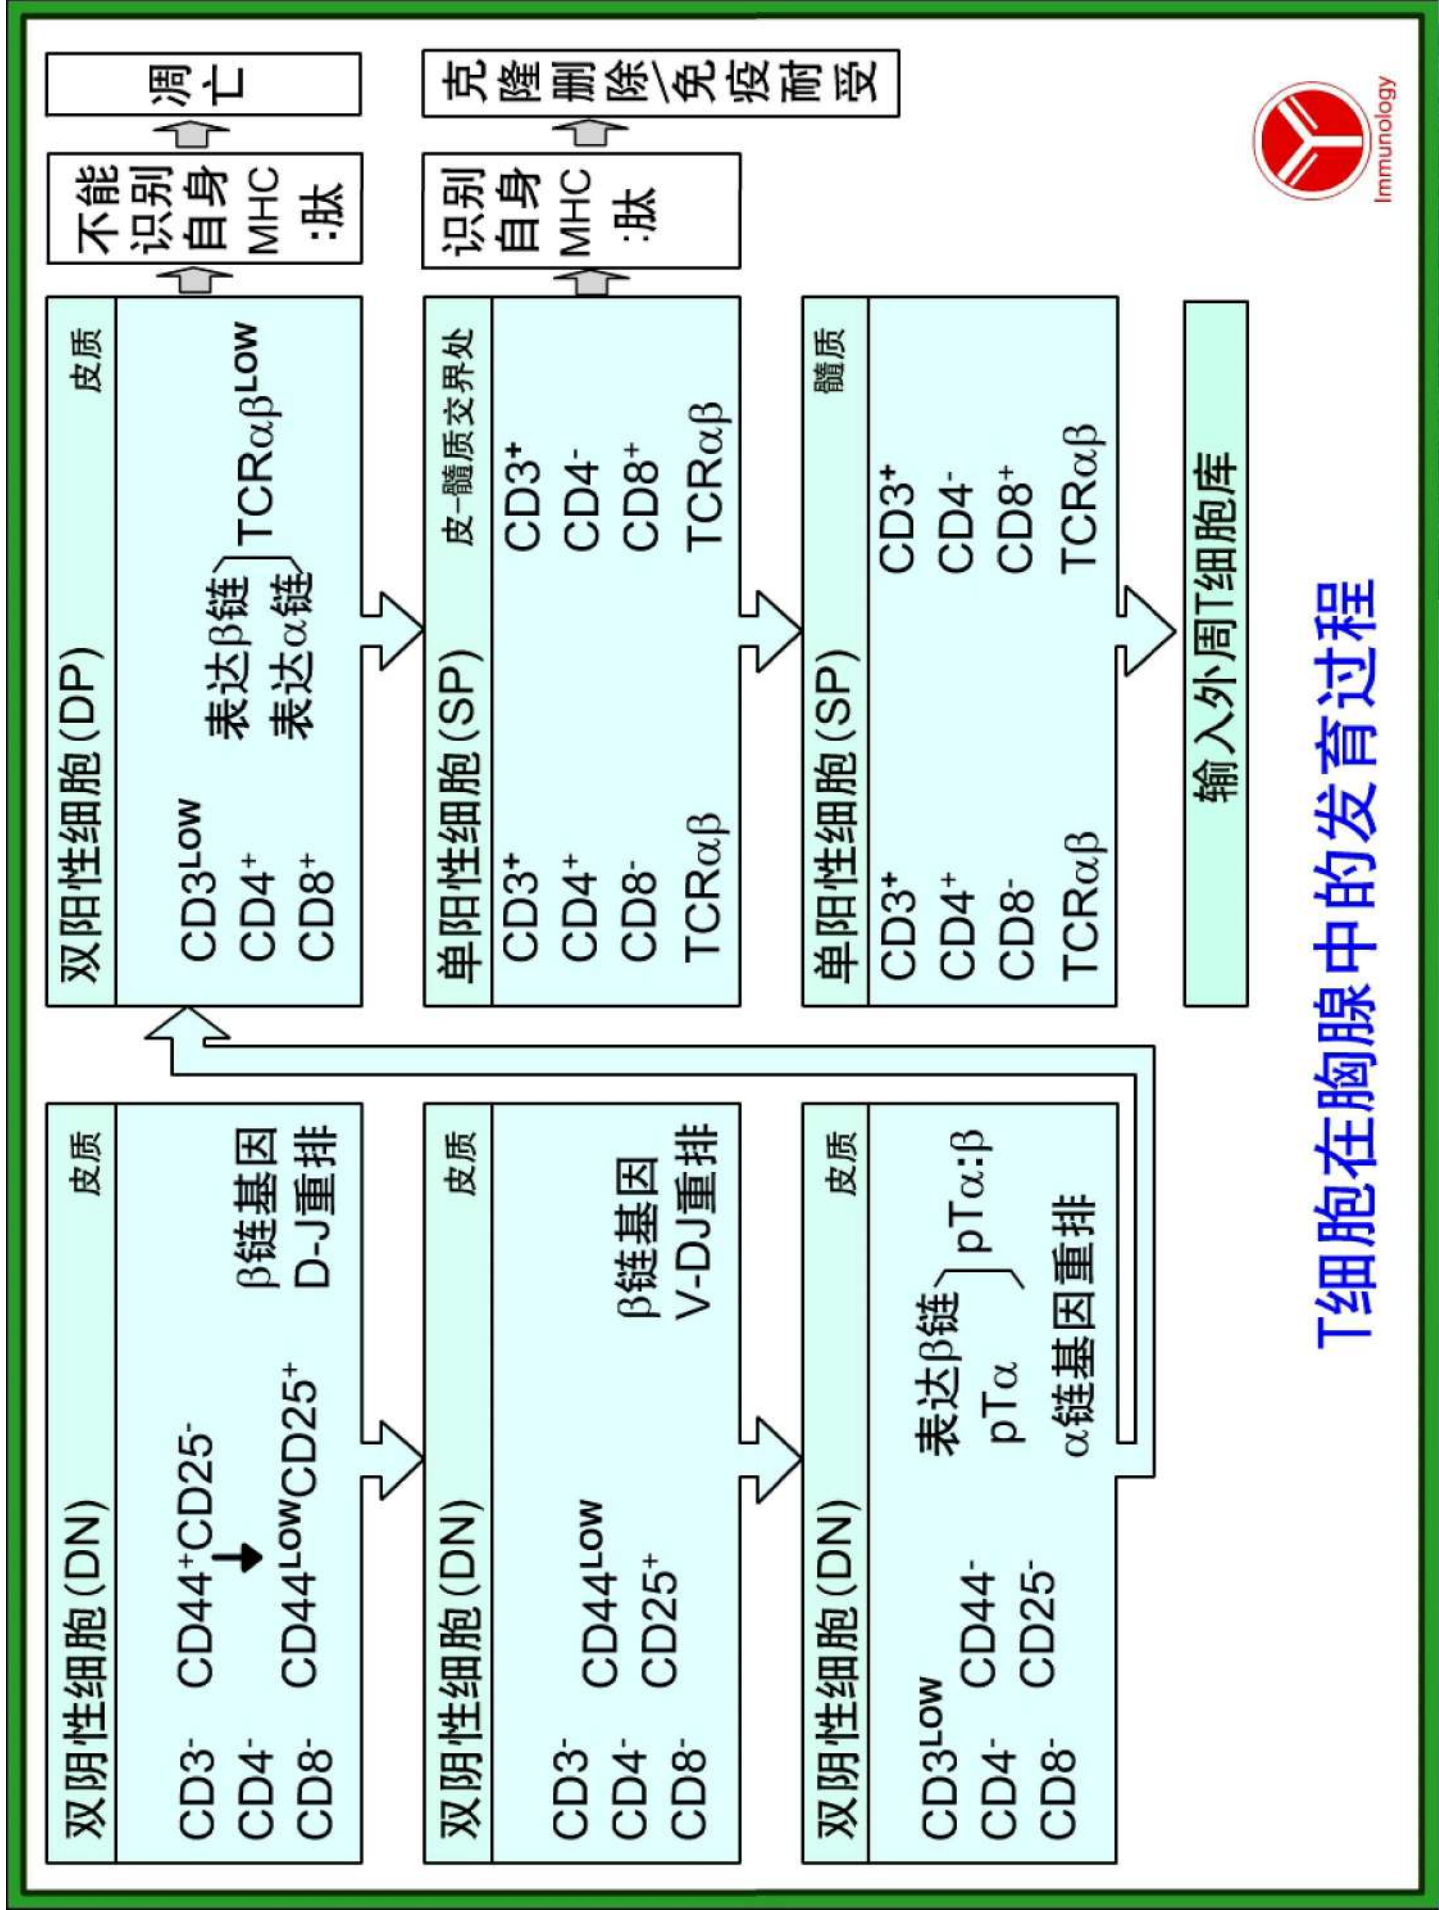 双阴性细胞(DN) 皮质
CD3⁻ CD44⁺CD25⁻
CD4⁻ β链基因
CD8⁻ CD44ᴸᴼᵂCD25⁺ D-J重排
双阴性细胞(DN) 皮质
CD3⁻ CD44ᴸᴼᵂ β链基因
CD4⁻ CD25⁺ V-DJ重排
CD8⁻
双阴性细胞(DN) 皮质
CD3ᴸᴼᵂ CD44⁻ 表达β链 pTα:β
CD4⁻ CD25⁻ pTα
CD8⁻ α链基因重排
双阳性细胞(DP) 皮质
CD3ᴸᴼᵂ 表达β链 TCRαβᴸᴼᵂ
CD4⁺ 表达α链
CD8⁺
不能
识别
自身
MHC
:肽
凋亡
单阳性细胞(SP) 皮-髓质交界处
CD3⁺ CD3⁺
CD4⁺ CD4⁻
CD8⁻ CD8⁺
TCRαβ TCRαβ
识别
自身
MHC
:肽
克隆删除/免疫耐受
单阳性细胞(SP) 髓质
CD3⁺ CD3⁺
CD4⁺ CD4⁻
CD8⁻ CD8⁺
TCRαβ TCRαβ
输入外周T细胞库
T细胞在胸腺中的发育过程
Immunology